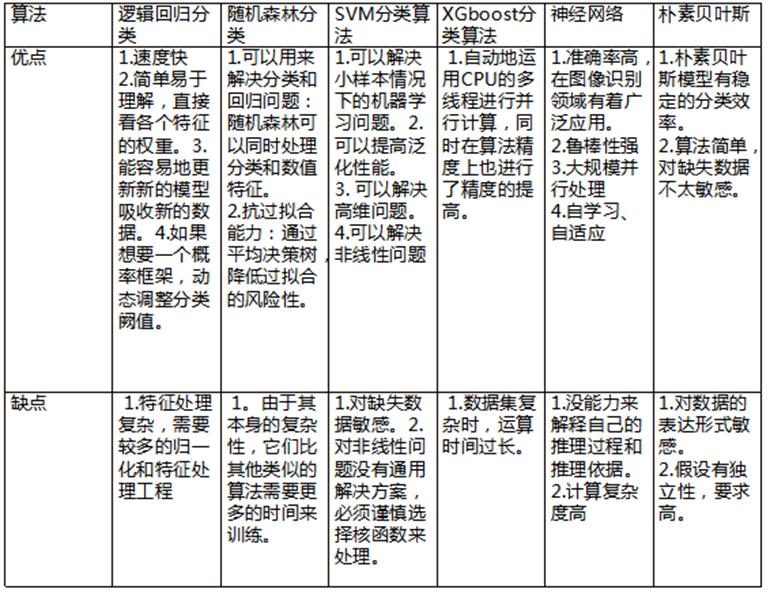 算法
逻辑回归分
类
随机森林分
类
SVM分类算
法
XGboost分
类算法
神经网络
朴素贝叶斯
优点
1.速度快
2.简单易于
理解，直接
看各个特征
的权重。3.
能容易地更
新新的模型
吸收新的数
据。4.如果
想要一个概
率框架，动
态调整分类
阙值。
1.可以用来
解决分类和
回归问题：
随机森林可
以同时处理
分类和数值
特征。
2.抗过拟合
能力：通过
平均决策树，
降低过拟合
的风险性。
1.可以解决
小样本情况
下的机器学
习问题。2.
可以提高泛
化性能。
3. 可以解决
高维问题。
4.可以解决
非线性问题
1.自动地运
用CPU的多
线程进行并
行计算，同
时在算法精
度上也进行
了精度的提
高。
1.准确率高，
在图像识别
领域有着广
泛应用。
2.鲁棒性强
3.大规模并
行处理
4.自学习、
自适应
1.朴素贝叶
斯模型有稳
定的分类效
率。
2.算法简单，
对缺失数据
不太敏感。
缺点
1.特征处理
复杂，需要
较多的归一
化和特征处
理工程
1。由于其
本身的复杂
性，它们比
其他类似的
算法需要更
多的时间来
训练。
1.对缺失数
据敏感。2.
对非线性问
题没有通用
解决方案，
必须谨慎选
择核函数来
处理。
1.数据集复
杂时，运算
时间过长。
1.没能力来
解释自己的
推理过程和
推理依据。
2.计算复杂
度高
1.对数据的
表达形式敏
感。
2.假设有独
立性，要求
高。